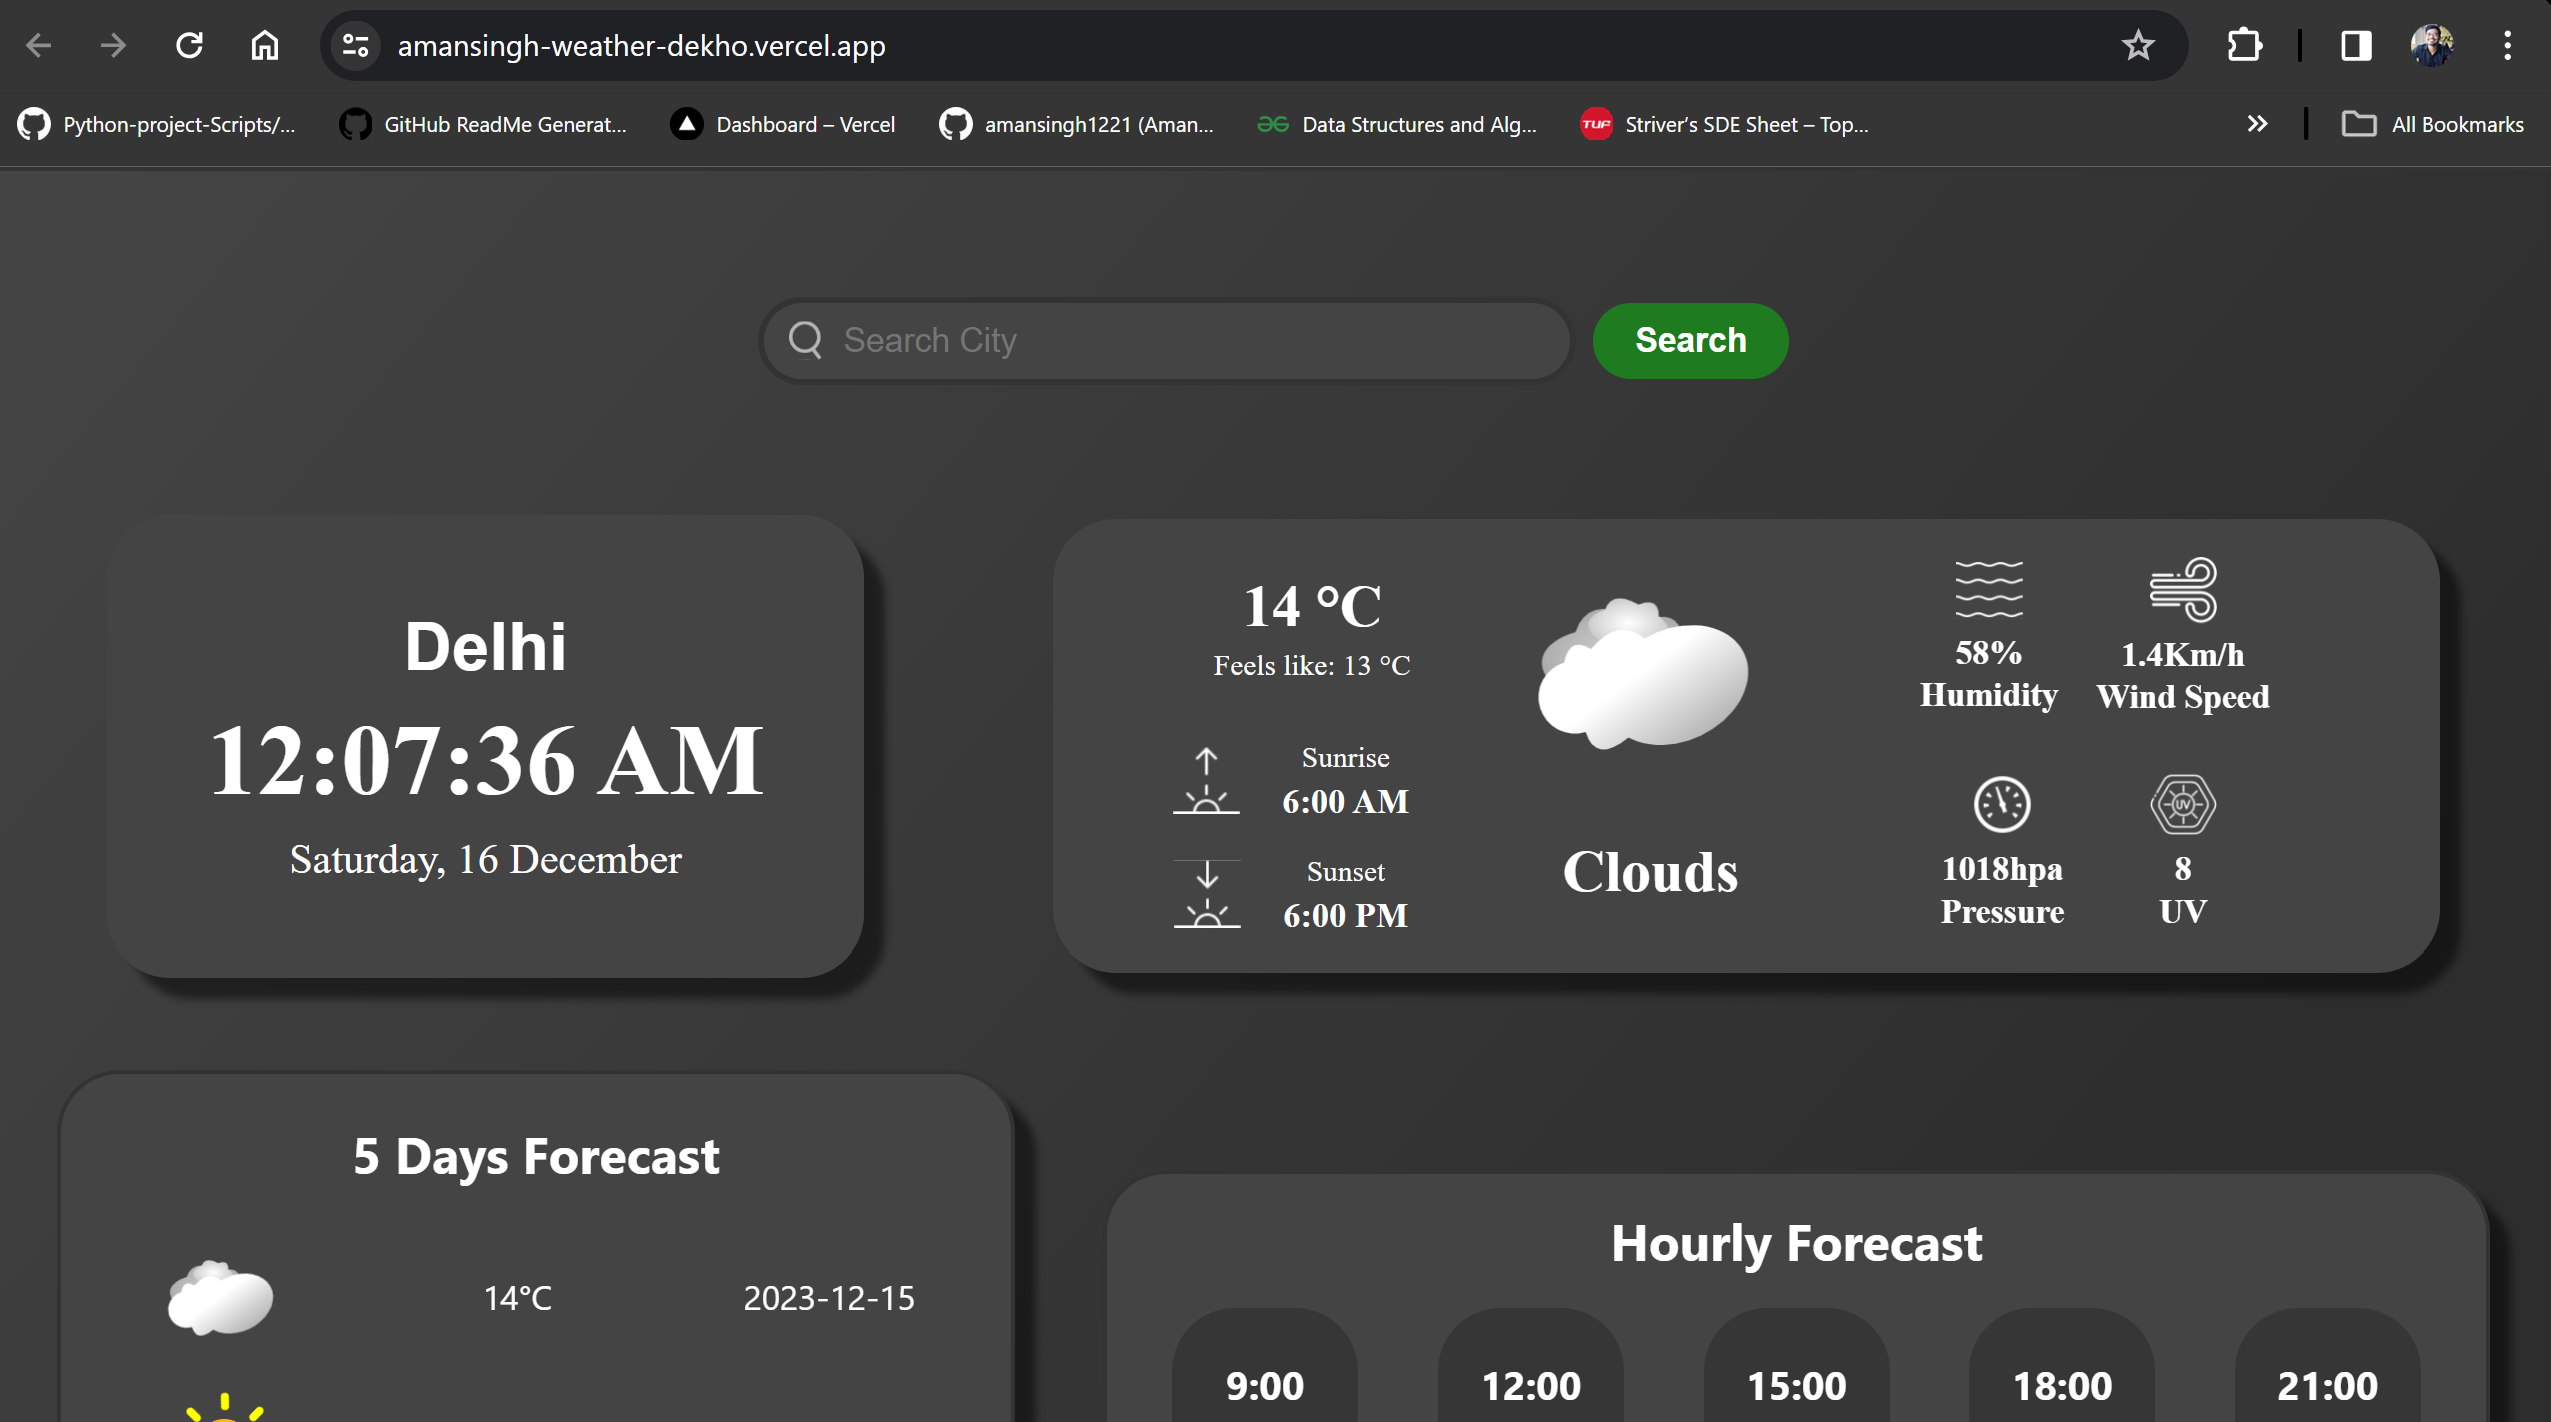 amansingh-weather-dekho.vercel.app
Python-project-Scripts/...
GitHub ReadMe Generat...
Dashboard – Vercel
amansingh1221 (Aman...
Data Structures and Alg...
TUF
Striver's SDE Sheet – Top...
All Bookmarks
Search City
Search
Delhi
12:07:36 AM
Saturday, 16 December
14 °C
Feels like: 13 °C
Sunrise
6:00 AM
Sunset
6:00 PM
Clouds
58%
Humidity
1.4Km/h
Wind Speed
1018hpa
Pressure
UV
8
UV
5 Days Forecast
14°C
2023-12-15
Hourly Forecast
9:00
12:00
15:00
18:00
21:00